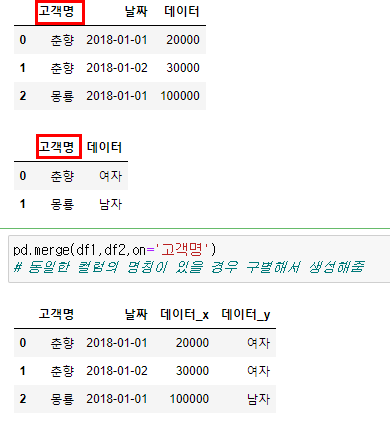 고객명 날짜 데이터
0 춘향 2018-01-01 20000
1 춘향 2018-01-02 30000
2 몽룡 2018-01-01 100000
고객명 데이터
0 춘향 여자
1 몽룡 남자
pd.merge(df1,df2,on='고객명')
# 동일한 컬럼의 명칭이 있을 경우 구별해서 생성해줌
고객명 날짜 데이터_x 데이터_y
0 춘향 2018-01-01 20000 여자
1 춘향 2018-01-02 30000 여자
2 몽룡 2018-01-01 100000 남자